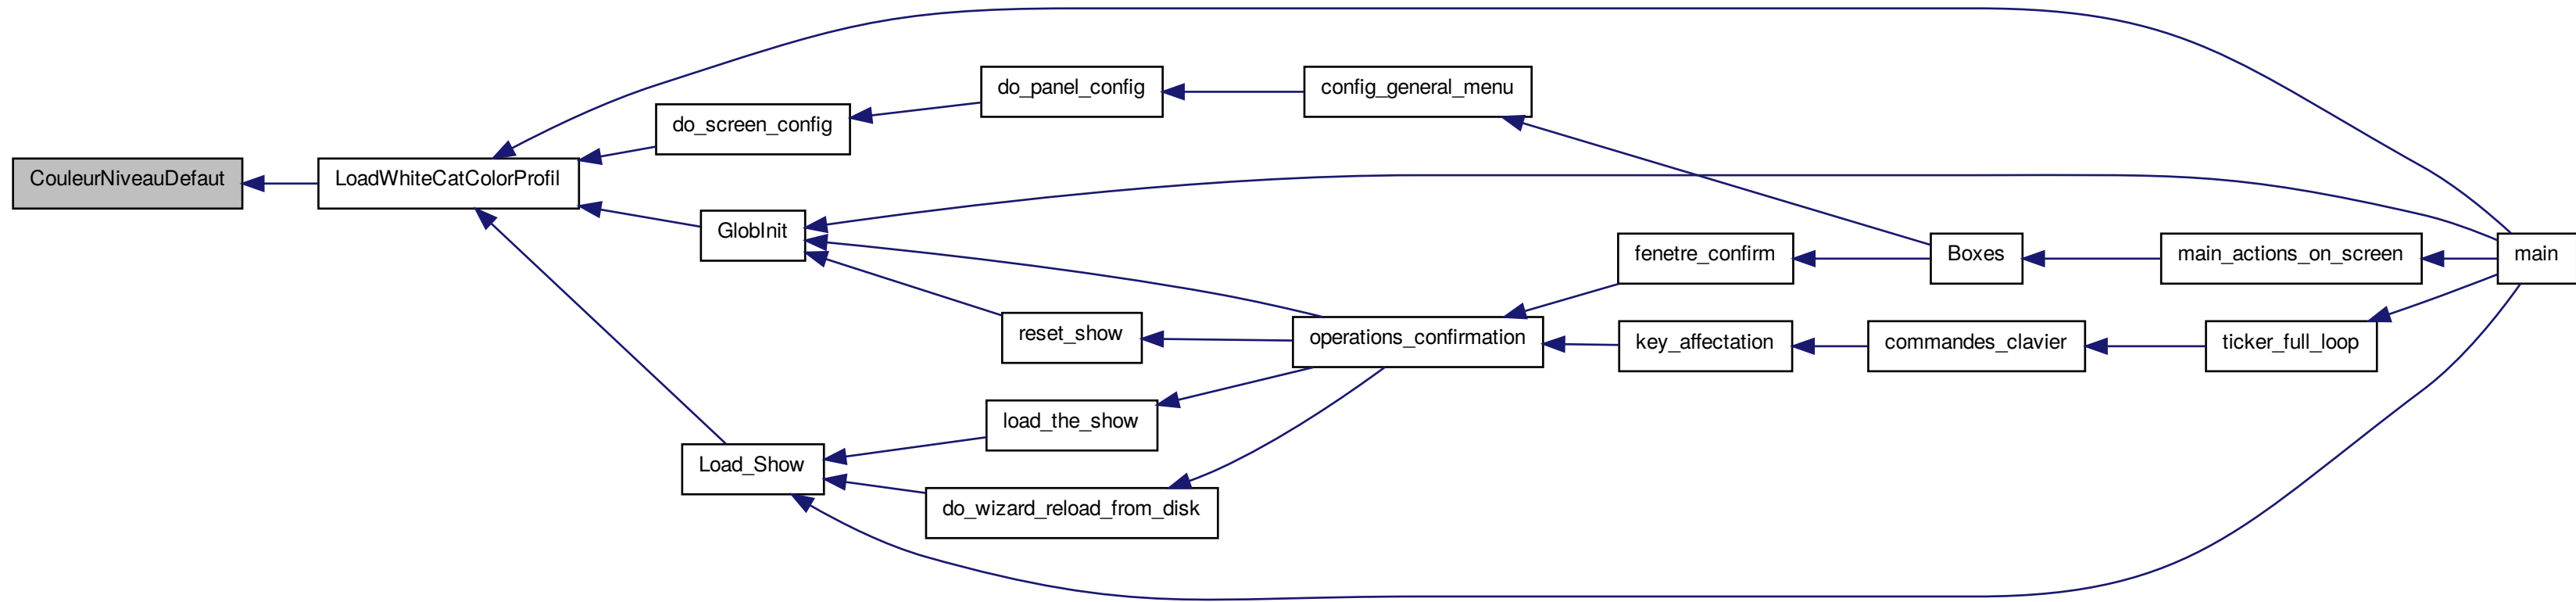 CouleurNiveauDefaut
LoadWhiteCatColorProfil
do_screen_config
do_panel_config
config_general_menu
GlobInit
reset_show
operations_confirmation
fenetre_confirm
Boxes
main_actions_on_screen
main
key_affectation
commandes_clavier
ticker_full_loop
Load_Show
load_the_show
do_wizard_reload_from_disk